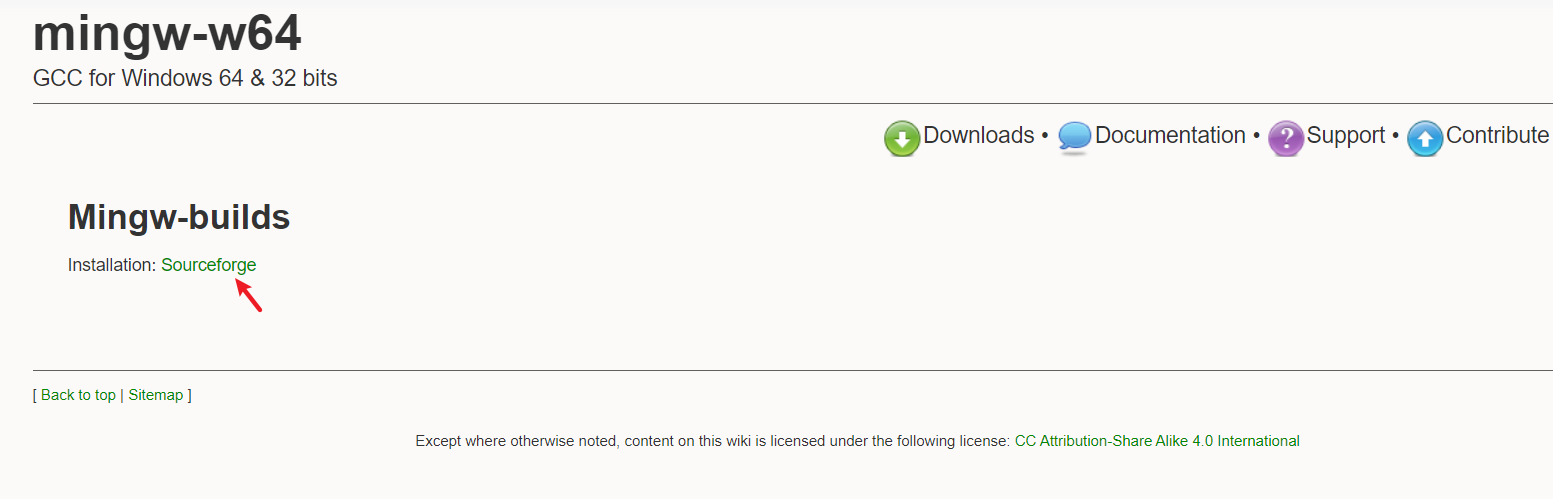 mingw-w64
GCC for Windows 64 & 32 bits
Downloads • Documentation • Support • Contribute
Mingw-builds
Installation: Sourceforge
[ Back to top | Sitemap ]
Except where otherwise noted, content on this wiki is licensed under the following license: CC Attribution-Share Alike 4.0 International